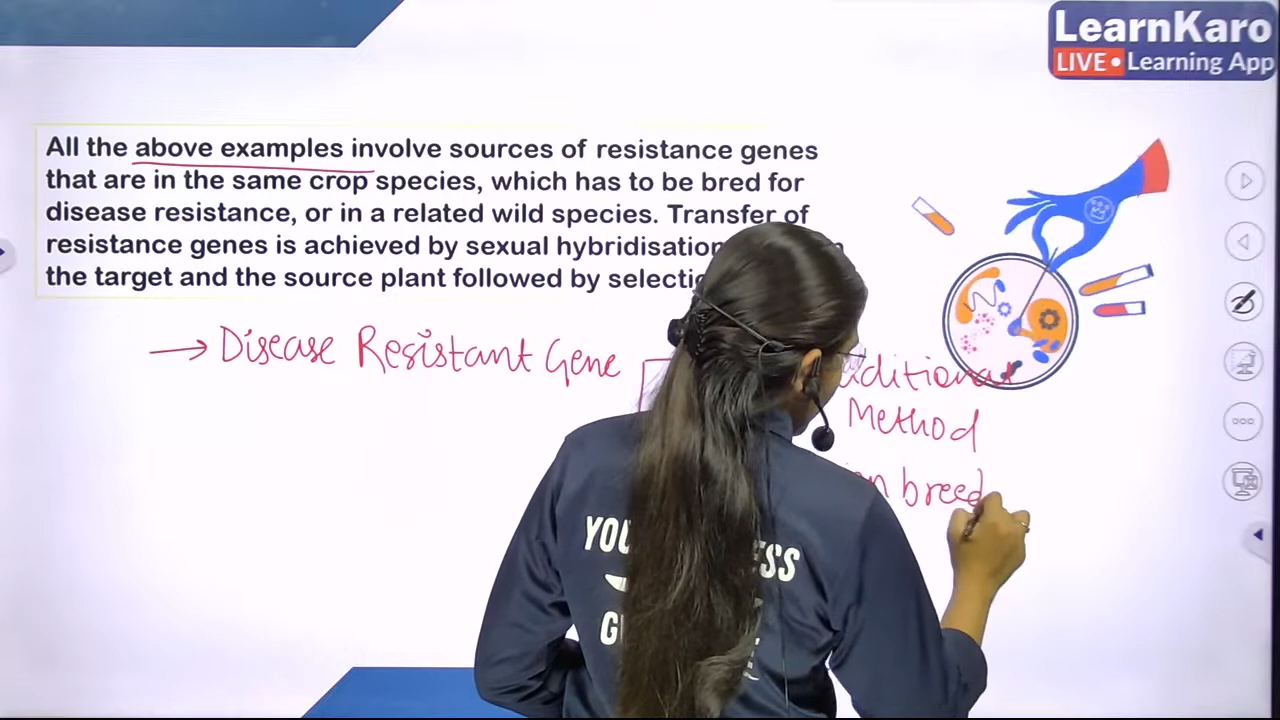 LearnKaro
LIVE • Learning App
All the above examples involve sources of resistance genes
that are in the same crop species, which has to be bred for
disease resistance, or in a related wild species. Transfer of
resistance genes is achieved by sexual hybridisation
the target and the source plant followed by
→ Disease Resistant Gene
Method
breed
YOU
ESS